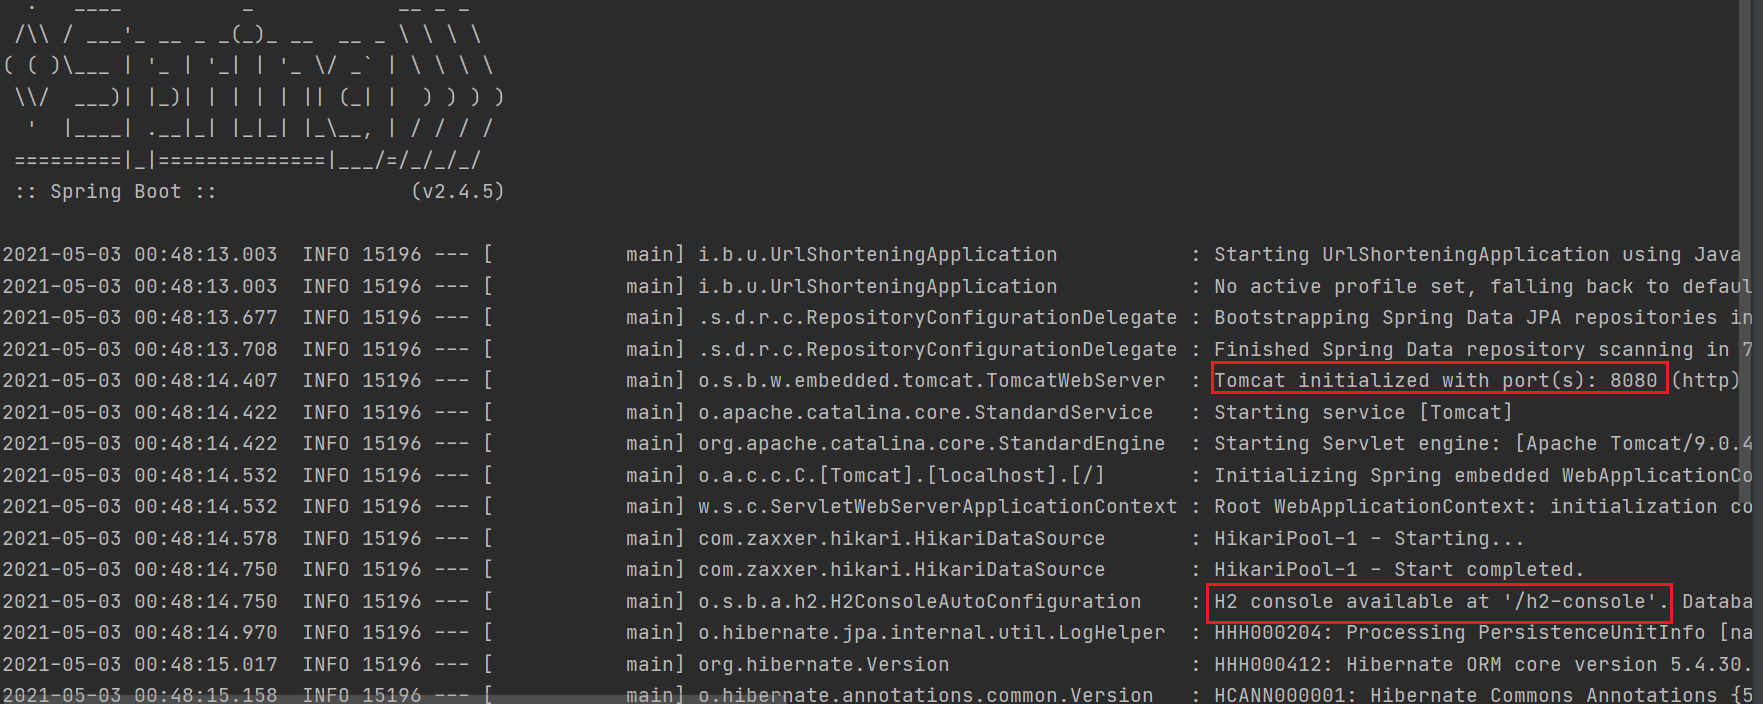 .   ____          _            __ _ _
 /\\ / ___'_ __ _ _(_)_ __  __ _ \ \ \ \
( ( )\___ | '_ | '_| | '_ \/ _` | \ \ \ \
 \\/  ___)| |_)| | | | | || (_| |  ) ) ) )
  '  |____| .__|_| |_|_| |_\__, | / / / /
 =========|_|==============|___/=/_/_/_/
 :: Spring Boot ::                (v2.4.5)
2021-05-03 00:48:13.003  INFO 15196 --- [           main] i.b.u.UrlShorteningApplication           : Starting UrlShorteningApplication using Java
2021-05-03 00:48:13.003  INFO 15196 --- [           main] i.b.u.UrlShorteningApplication           : No active profile set, falling back to defaul
2021-05-03 00:48:13.677  INFO 15196 --- [           main] .s.d.r.c.RepositoryConfigurationDelegate : Bootstrapping Spring Data JPA repositories in
2021-05-03 00:48:13.708  INFO 15196 --- [           main] .s.d.r.c.RepositoryConfigurationDelegate : Finished Spring Data repository scanning in 7
2021-05-03 00:48:14.407  INFO 15196 --- [           main] o.s.b.w.embedded.tomcat.TomcatWebServer  : Tomcat initialized with port(s): 8080 (http)
2021-05-03 00:48:14.422  INFO 15196 --- [           main] o.apache.catalina.core.StandardService   : Starting service [Tomcat]
2021-05-03 00:48:14.422  INFO 15196 --- [           main] org.apache.catalina.core.StandardEngine  : Starting Servlet engine: [Apache Tomcat/9.0.4
2021-05-03 00:48:14.532  INFO 15196 --- [           main] o.a.c.c.C.[Tomcat].[localhost].[/]       : Initializing Spring embedded WebApplicationCo
2021-05-03 00:48:14.532  INFO 15196 --- [           main] w.s.c.ServletWebServerApplicationContext : Root WebApplicationContext: initialization co
2021-05-03 00:48:14.578  INFO 15196 --- [           main] com.zaxxer.hikari.HikariDataSource       : HikariPool-1 - Starting...
2021-05-03 00:48:14.750  INFO 15196 --- [           main] com.zaxxer.hikari.HikariDataSource       : HikariPool-1 - Start completed.
2021-05-03 00:48:14.750  INFO 15196 --- [           main] o.s.b.a.h2.H2ConsoleAutoConfiguration    : H2 console available at '/h2-console'. Databa
2021-05-03 00:48:14.970  INFO 15196 --- [           main] o.hibernate.jpa.internal.util.LogHelper  : HHH000204: Processing PersistenceUnitInfo [na
2021-05-03 00:48:15.017  INFO 15196 --- [           main] org.hibernate.Version                    : HHH000412: Hibernate ORM core version 5.4.30.
2021-05-03 00:48:15.158  INFO 15196 --- [           main] o.hibernate.annotations.common.Version   : HCANN000001: Hibernate Commons Annotations {5